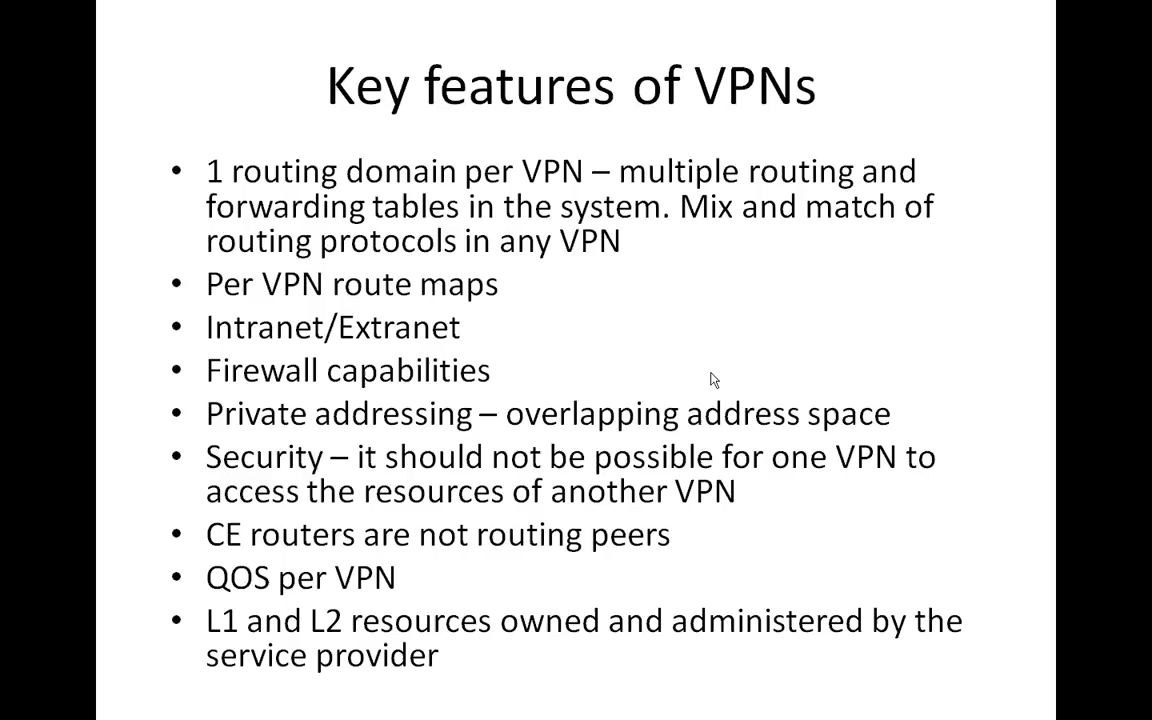 Key features of VPNs
• 1 routing domain per VPN – multiple routing and
forwarding tables in the system. Mix and match of
routing protocols in any VPN
• Per VPN route maps
• Intranet/Extranet
• Firewall capabilities
• Private addressing – overlapping address space
• Security – it should not be possible for one VPN to
access the resources of another VPN
• CE routers are not routing peers
• QOS per VPN
• L1 and L2 resources owned and administered by the
service provider